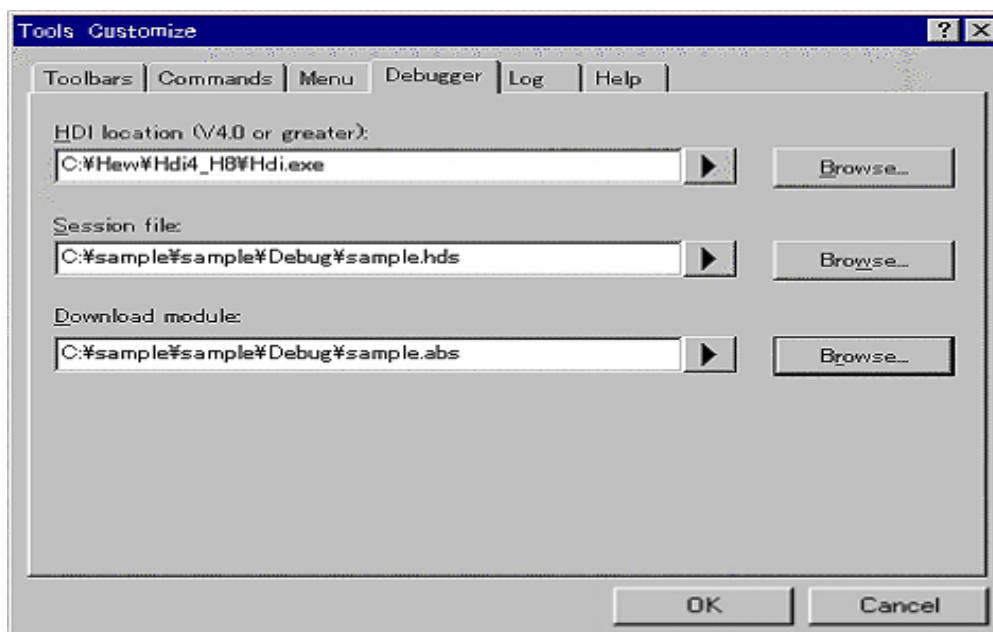 Tools Customize
Toolbars Commands Menu Debugger Log Help
HDI location (V4.0 or greater):
C:¥Hew¥Hdi4_H8¥Hdi.exe
Browse...
Session file:
C:¥sample¥sample¥Debug¥sample.hds
Browse...
Download module:
C:¥sample¥sample¥Debug¥sample.abs
Browse...
OK Cancel